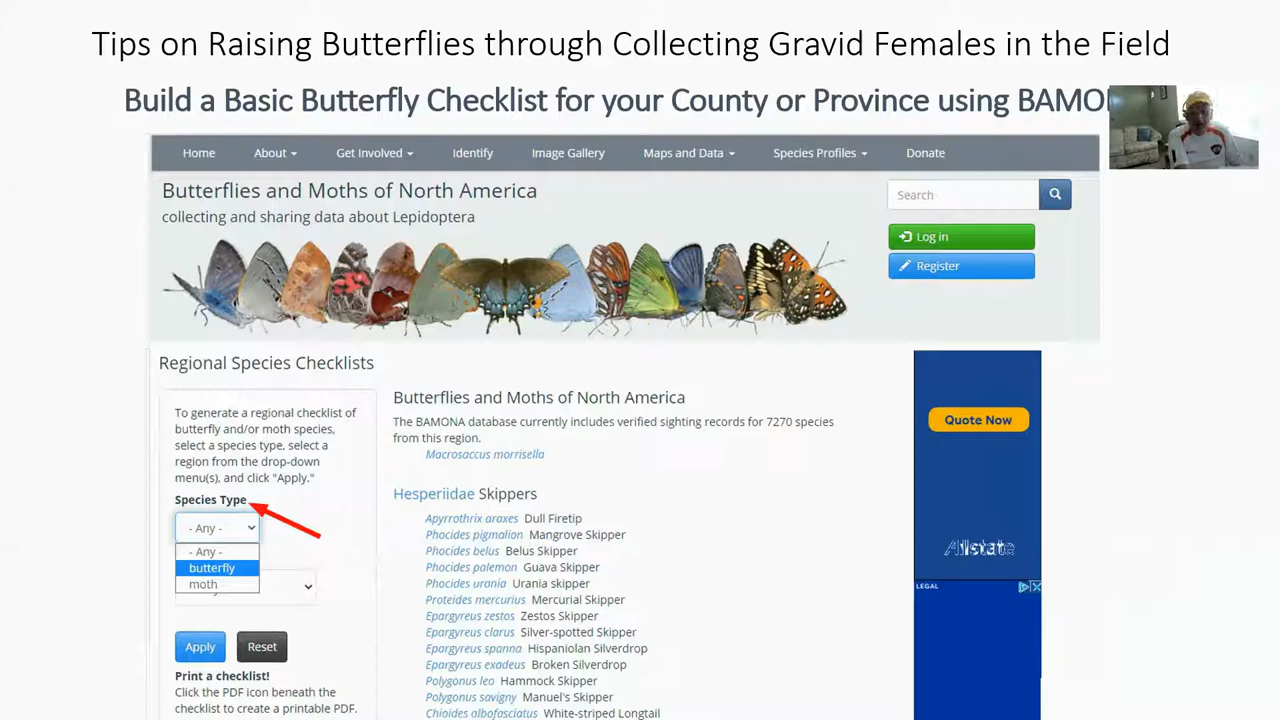 Tips on Raising Butterflies through Collecting Gravid Females in the Field
Build a Basic Butterfly Checklist for your County or Province using BAMO
Home About Get Involved Identify Image Gallery Maps and Data Species Profiles Donate
Butterflies and Moths of North America
collecting and sharing data about Lepidoptera
Search
Log in
Register
Regional Species Checklists
To generate a regional checklist of
butterfly and/or moth species,
select a species type, select a
region from the drop-down
menu(s), and click "Apply."
Species Type
- Any -
- Any -
butterfly
moth
Apply Reset
Print a checklist!
Click the PDF icon beneath the
checklist to create a printable PDF.
Butterflies and Moths of North America
The BAMONA database currently includes verified sighting records for 7270 species
from this region.
Macrosaccus morrisella
Hesperiidae Skippers
Apyrrothrix araxes Dull Firetip
Phocides pigmalion Mangrove Skipper
Phocides belus Belus Skipper
Phocides polemon Guava Skipper
Phocides urania Urania skipper
Proteides mercurius Mercurial Skipper
Epargyreus zestos Zestos Skipper
Epargyreus clarus Silver-spotted Skipper
Epargyreus spanna Hispaniolan Silverdrop
Epargyreus exadeus Broken Silverdrop
Polygonus leo Hammock Skipper
Polygonus savigny Manuel's Skipper
Chioides albofasciatus White-striped Longtail
Quote Now
Allstate
LEGAL